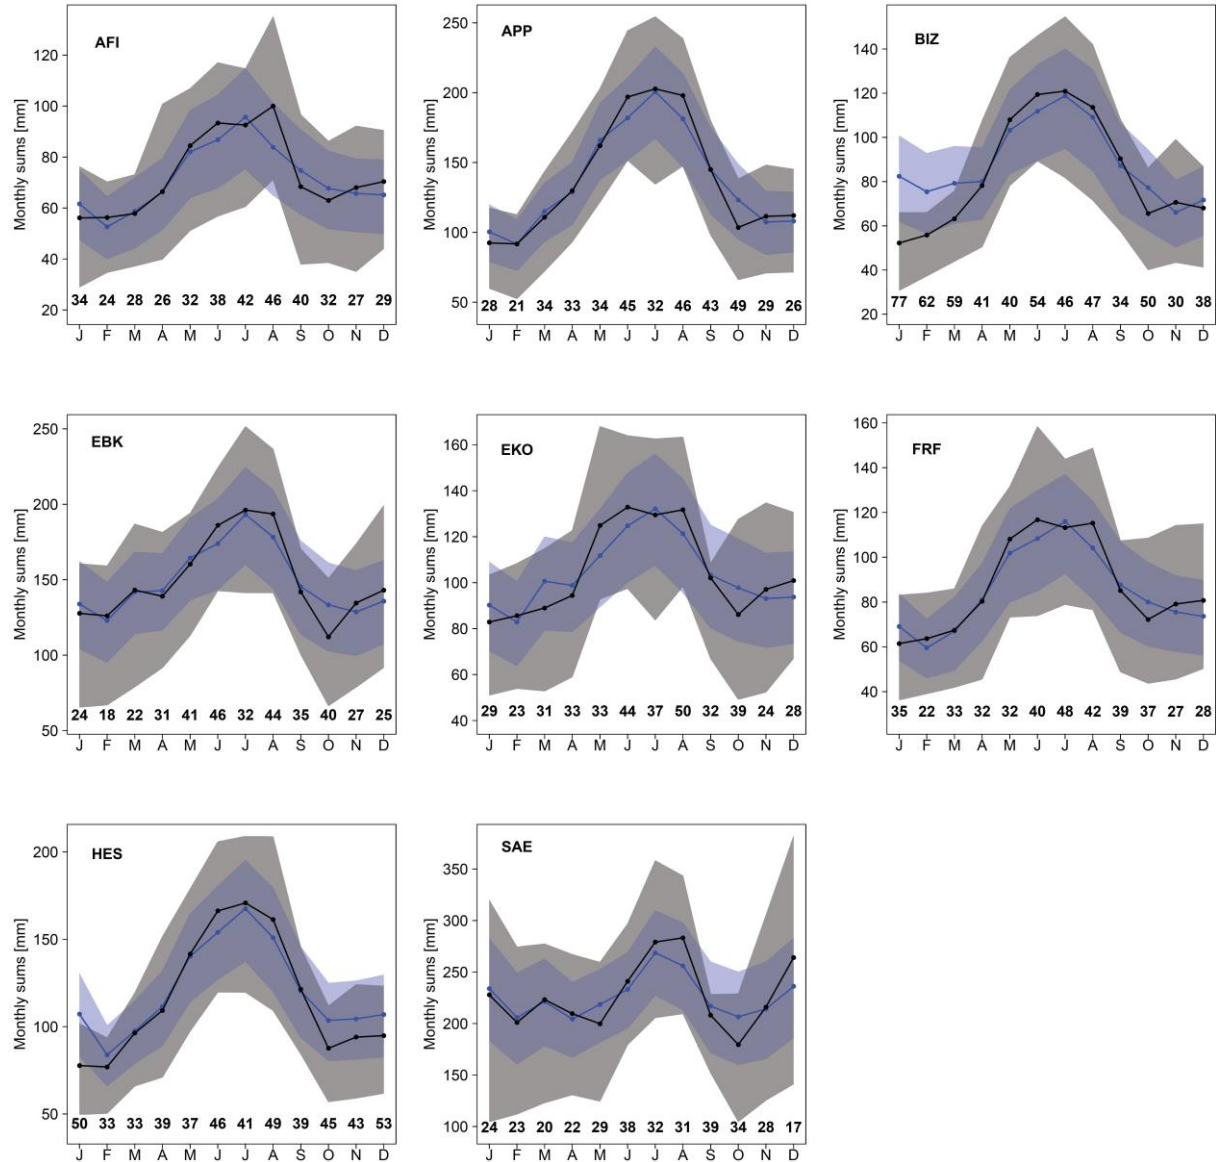 AFI
Monthly sums [mm]
120
100
80
60
40
20
34 24 28 26 32 38 42 46 40 32 27 29
J F M A M J J A S O N D
APP
Monthly sums [mm]
250
200
150
100
50
28 21 34 33 34 45 32 46 43 49 29 26
J F M A M J J A S O N D
BIZ
Monthly sums [mm]
140
120
100
80
60
40
20
77 62 59 41 40 54 46 47 34 50 30 38
J F M A M J J A S O N D
EBK
Monthly sums [mm]
250
200
150
100
50
24 18 22 31 41 46 32 44 35 40 27 25
J F M A M J J A S O N D
EKO
Monthly sums [mm]
160
140
120
100
80
60
40
29 23 31 33 33 44 37 50 32 39 24 28
J F M A M J J A S O N D
FRF
Monthly sums [mm]
160
140
120
100
80
60
40
35 22 33 32 32 40 48 42 39 37 27 28
J F M A M J J A S O N D
HES
Monthly sums [mm]
200
150
100
50
50 33 33 39 37 46 41 49 39 45 43 53
J F M A M J J A S O N D
SAE
Monthly sums [mm]
350
300
250
200
150
100
24 23 20 22 29 38 32 31 39 34 28 17
J F M A M J J A S O N D